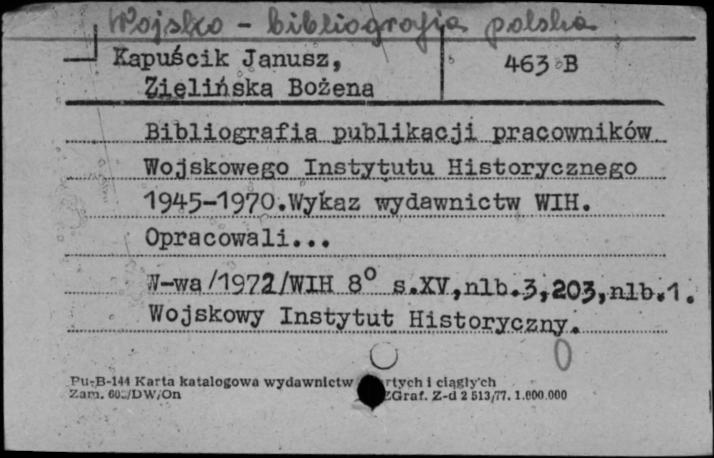 Wojsko - bibliografia polska
Kapuścik Janusz, 463 B
Zielińska Bożena
Bibliografia publikacji pracowników
Wojskowego Instytutu Historycznego
1945-1970.Wykaz wydawnictw WIH.
Opracowali...
W-wa/1972/WIH 8° s.XV,nlb.3,203,nlb.1.
Wojskowy Instytut Historyczny.
0
Pu-B-144 Karta katalogowa wydawnictw rtych i ciągłych
Zam. /DW/On ZGraf. Z-d 2 513/77. 1.000.000